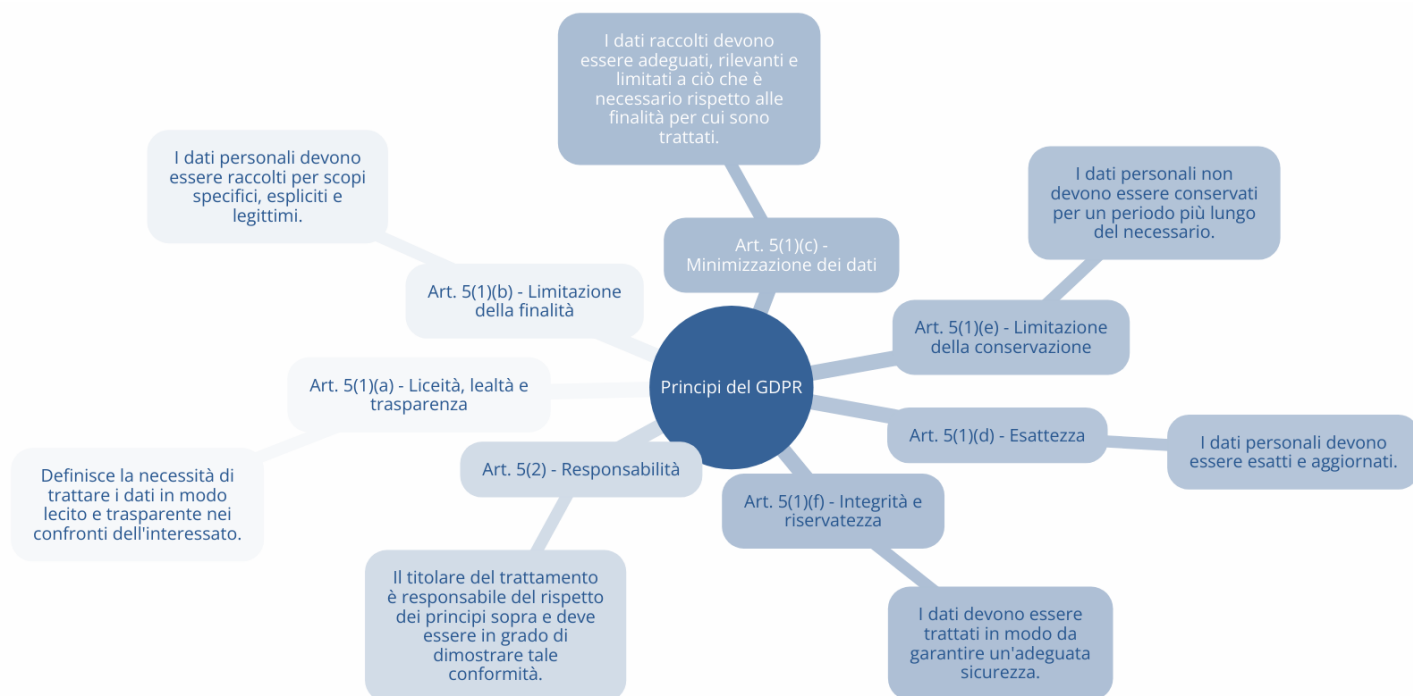 I dati raccolti devono
essere adeguati, rilevanti e
limitati a ciò che è
necessario rispetto alle
finalità per cui sono
trattati.
I dati personali devono
essere raccolti per scopi
specifici, espliciti e
legittimi.
I dati personali non
devono essere conservati
per un periodo più lungo
del necessario.
Art. 5(1)(c) -
Minimizzazione dei dati
Art. 5(1)(b) - Limitazione
della finalità
Art. 5(1)(e) - Limitazione
della conservazione
Principi del GDPR
Art. 5(1)(a) - Liceità, lealtà e
trasparenza
Art. 5(1)(d) - Esattezza
I dati personali devono
essere esatti e aggiornati.
Art. 5(2) - Responsabilità
Definisce la necessità di
trattare i dati in modo
lecito e trasparente nei
confronti dell'interessato.
Art. 5(1)(f) - Integrità e
riservatezza
Il titolare del trattamento
è responsabile del rispetto
dei principi sopra e deve
essere in grado di
dimostrare tale
conformità.
I dati devono essere
trattati in modo da
garantire un'adeguata
sicurezza.